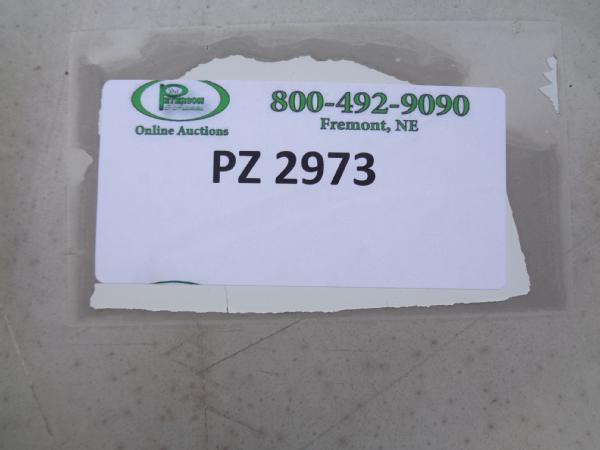 PETERSON
Online Auctions
800-492-9090
Fremont, NE
PZ 2973